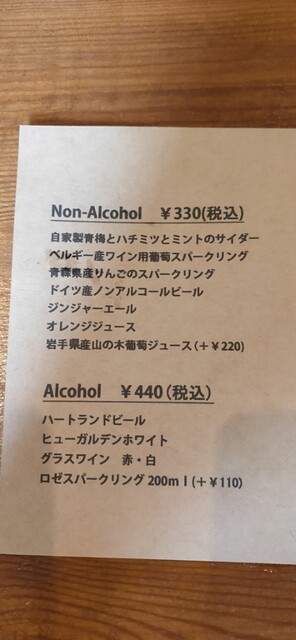 Non-Alcohol ¥330(税込)
自家製青梅とハチミツとミントのサイダー
ベルギー産ワイン用葡萄スパークリング
青森県産りんごのスパークリング
ドイツ産ノンアルコールビール
ジンジャーエール
オレンジジュース
岩手県産山の木葡萄ジュース(+¥220)
Alcohol ¥440(税込)
ハートランドビール
ヒューガルデンホワイト
グラスワイン 赤・白
ロゼスパークリング200ml(+¥110)